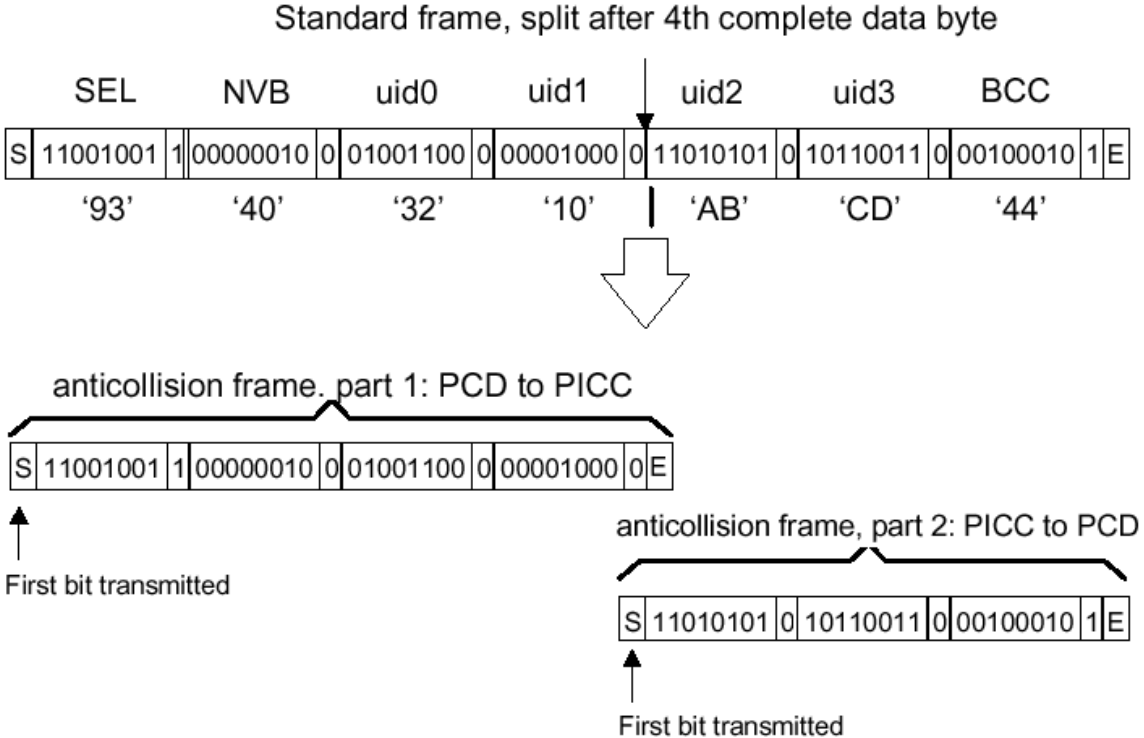 Standard frame, split after 4th complete data byte
SEL NVB uid0 uid1 uid2 uid3 BCC
S 11001001 1 00000010 0 01001100 0 00001000 0 11010101 0 10110011 0 00100010 1 E
‘93’ ‘40’ ‘32’ ‘10’ ‘AB’ ‘CD’ ‘44’
anticollision frame. part 1: PCD to PICC
S 11001001 1 00000010 0 01001100 0 00001000 0 E
First bit transmitted
anticollision frame, part 2: PICC to PCD
S 11010101 0 10110011 0 00100010 1 E
First bit transmitted